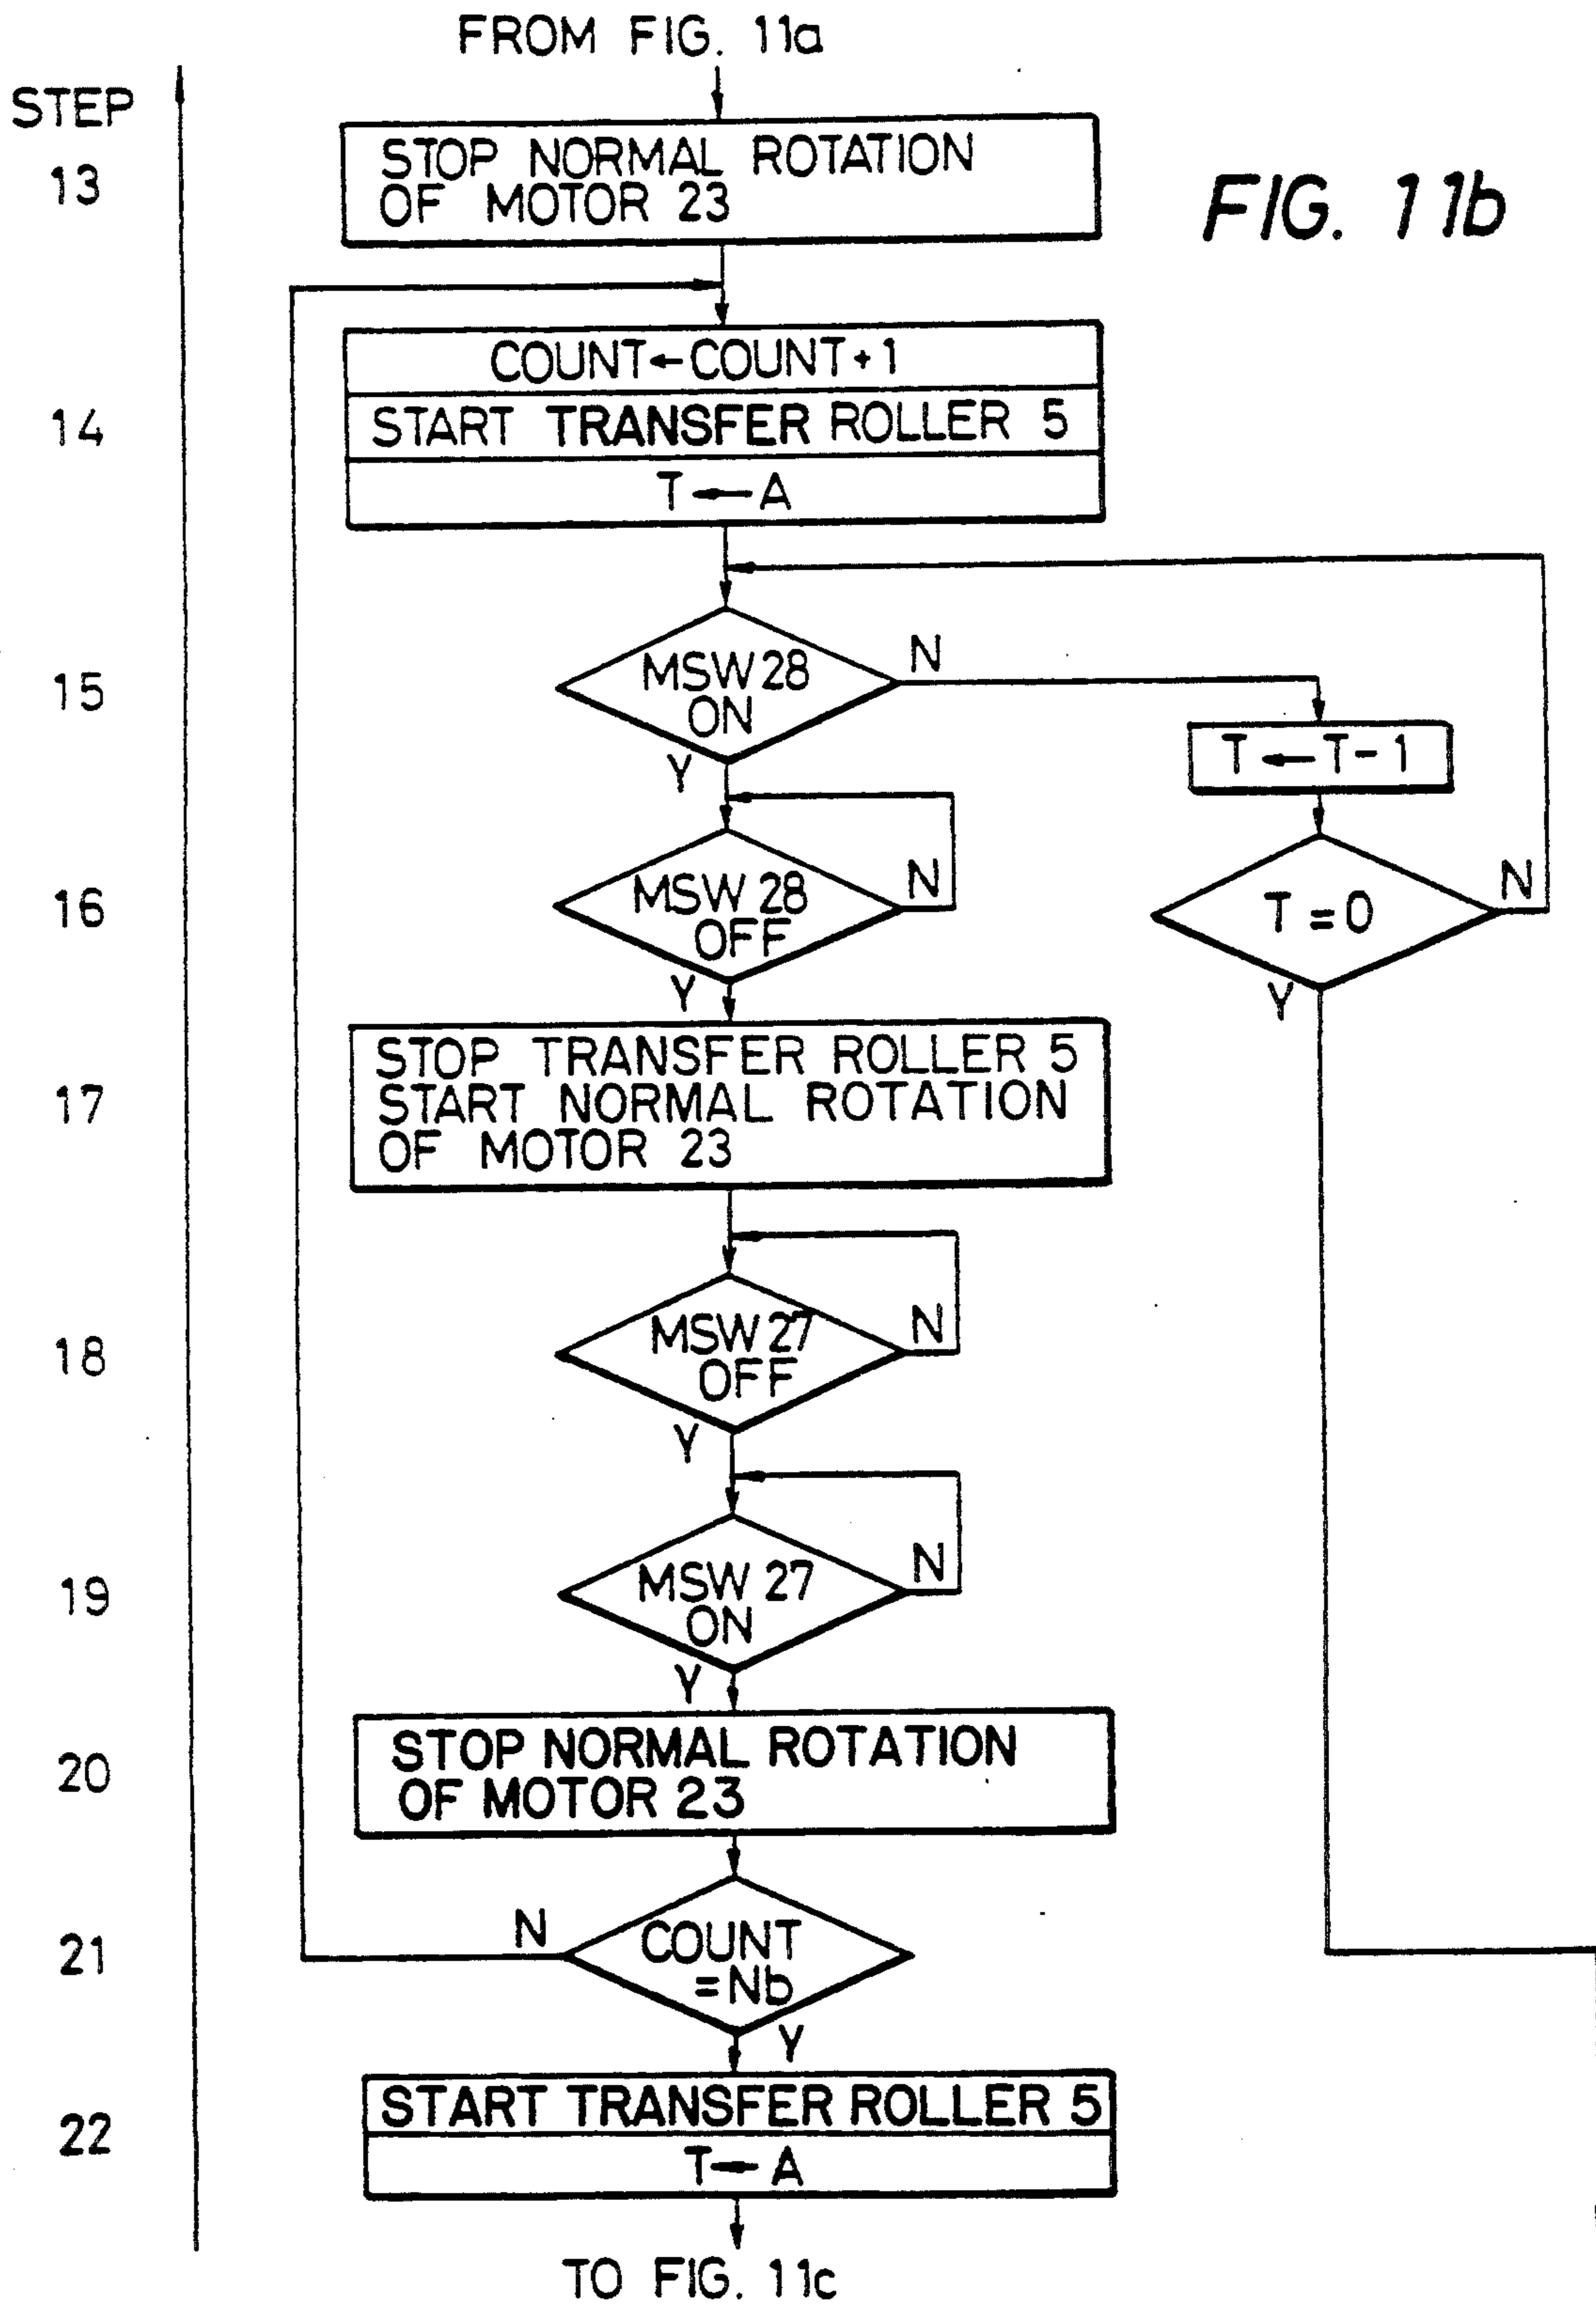 FROM FIG. 11a
STEP
13
STOP NORMAL ROTATION
OF MOTOR 23
FIG. 11b
COUNT←COUNT+1
14
START TRANSFER ROLLER 5
T←A
15
MSW 28
ON
N
Y
T←T-1
16
MSW 28
OFF
N
Y
T=0
N
Y
17
STOP TRANSFER ROLLER 5
START NORMAL ROTATION
OF MOTOR 23
18
MSW 27
OFF
N
Y
19
MSW 27
ON
N
Y
20
STOP NORMAL ROTATION
OF MOTOR 23
21
N
COUNT
=Nb
Y
START TRANSFER ROLLER 5
22
T←A
TO FIG. 11c